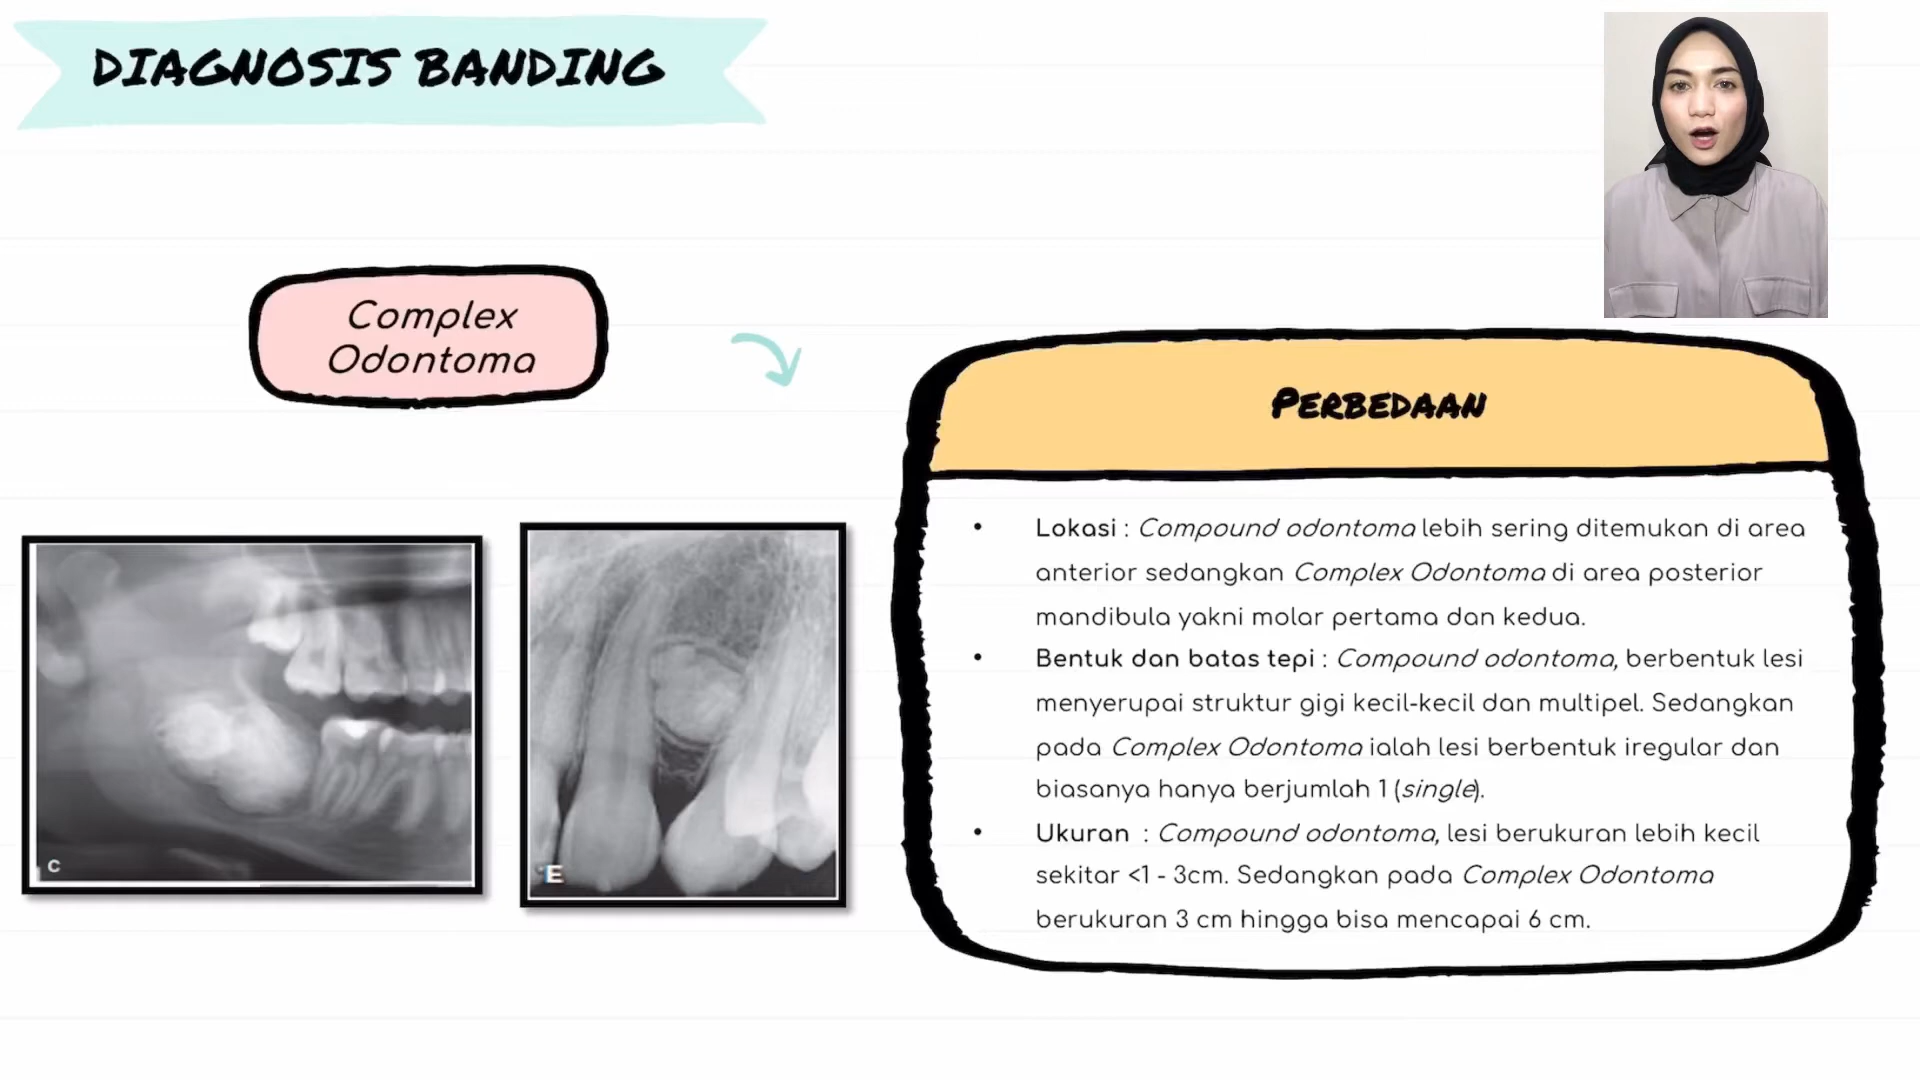 DIAGNOSIS BANDING
Complex
Odontoma
PERBEDAAN
• Lokasi : Compound odontoma lebih sering ditemukan di area
anterior sedangkan Complex Odontoma di area posterior
mandibula yakni molar pertama dan kedua.
• Bentuk dan batas tepi : Compound odontoma, berbentuk lesi
menyerupai struktur gigi kecil-kecil dan multipel. Sedangkan
pada Complex Odontoma ialah lesi berbentuk iregular dan
biasanya hanya berjumlah 1 (single).
• Ukuran : Compound odontoma, lesi berukuran lebih kecil
sekitar <1 - 3cm. Sedangkan pada Complex Odontoma
berukuran 3 cm hingga bisa mencapai 6 cm.
C
E